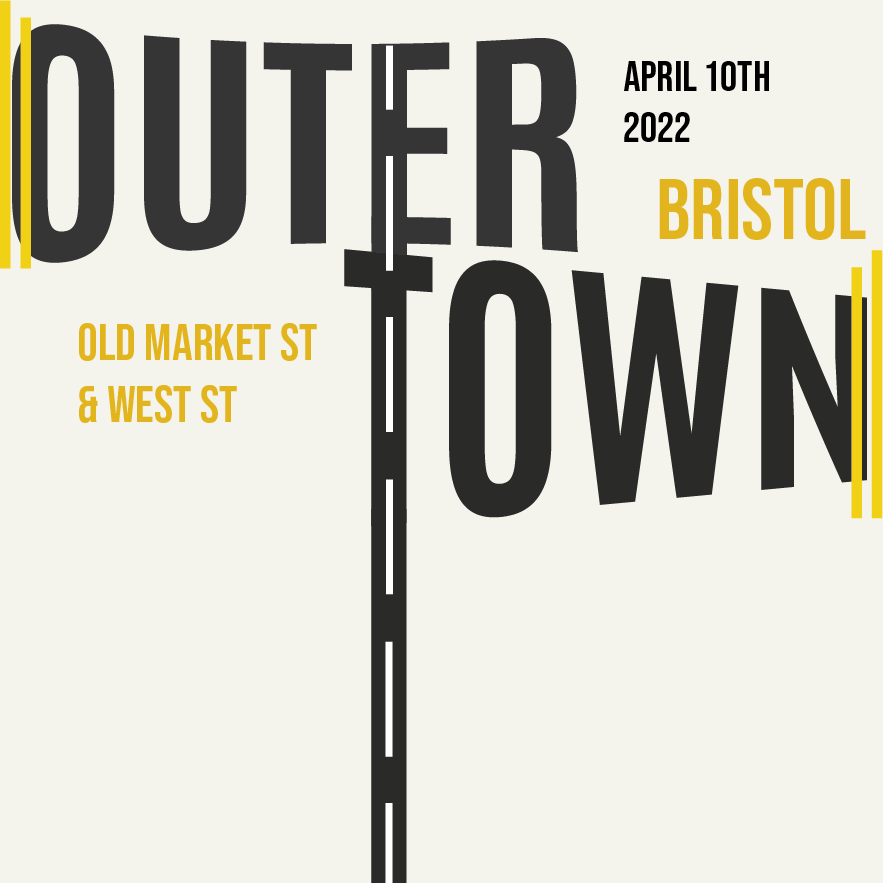 OUTER
APRIL 10TH
2022
BRISTOL
TOWN
OLD MARKET ST
& WEST ST